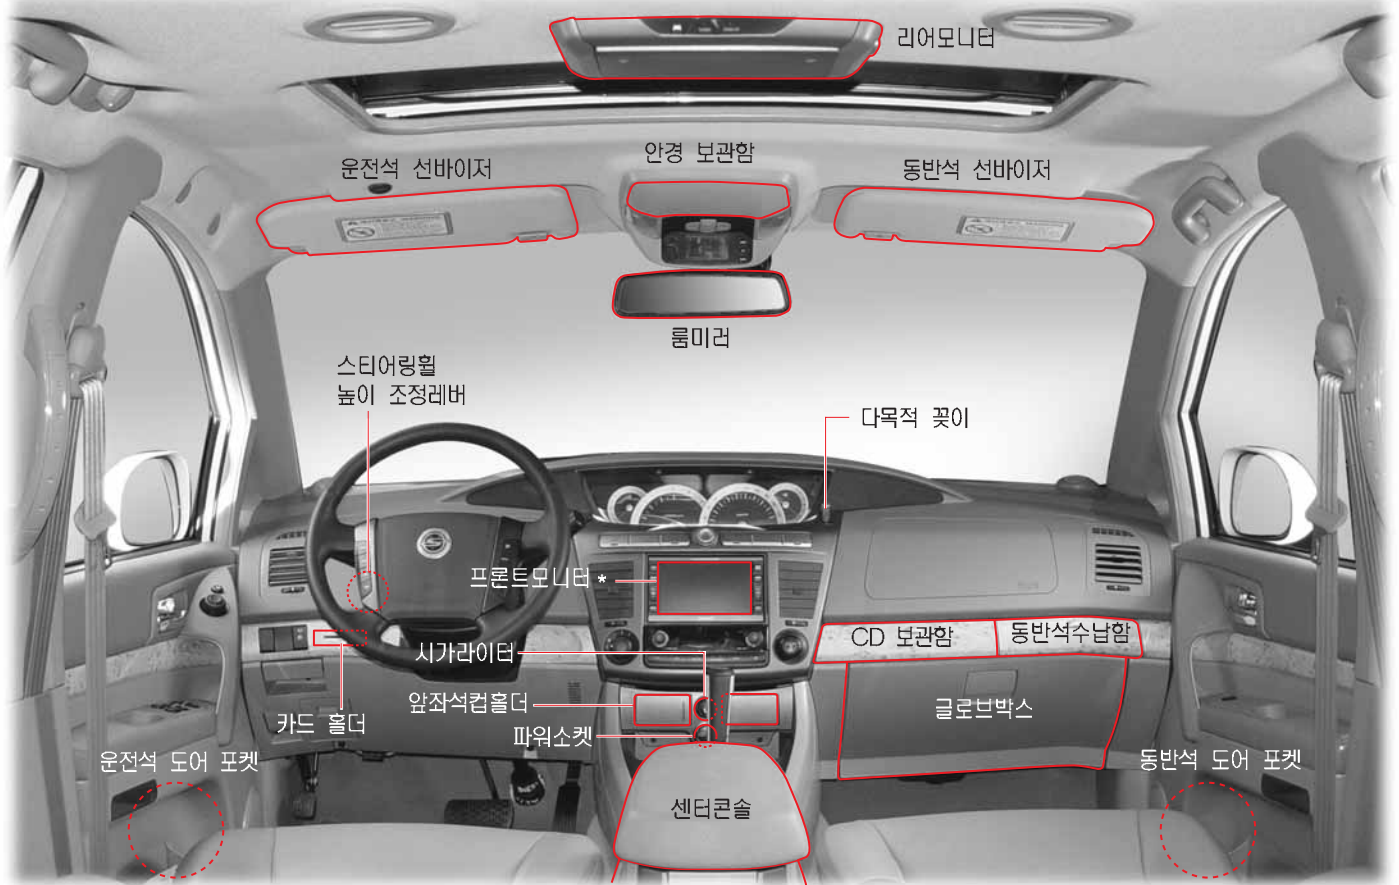 리어모니터
안경 보관함
운전석 선바이저
동반석 선바이저
룸미러
스티어링휠
높이 조정레버
다목적 꽂이
프론트모니터 *
CD 보관함
동반석수납함
시가라이터
앞좌석컵홀더
글로브박스
카드 홀더
파워소켓
운전석 도어 포켓
동반석 도어 포켓
센터콘솔